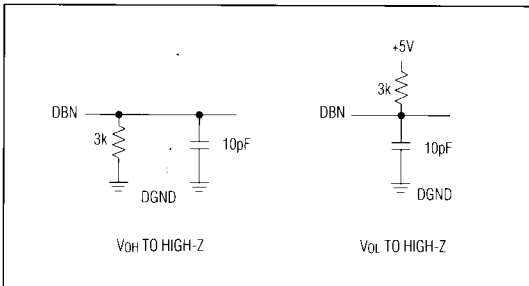 DBN
3k
10pF
DGND
VOH TO HIGH-Z
+5V
3k
DBN
10pF
DGND
VOL TO HIGH-Z